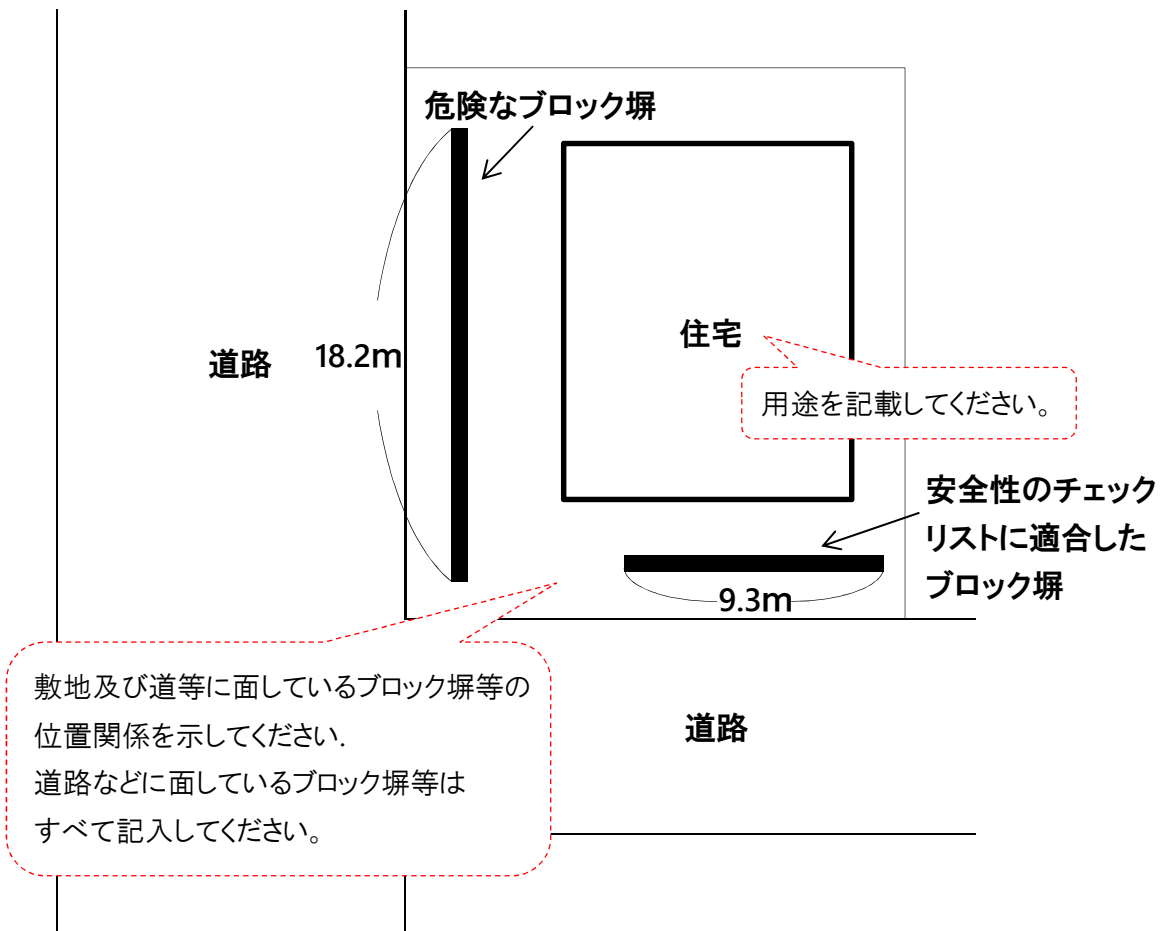 危険なブロック塀
道路
18.2m
住宅
用途を記載してください。
安全性のチェック
リストに適合した
ブロック塀
9.3m
敷地及び道等に面しているブロック塀等の
位置関係を示してください.
道路などに面しているブロック塀等は
すべて記入してください。
道路